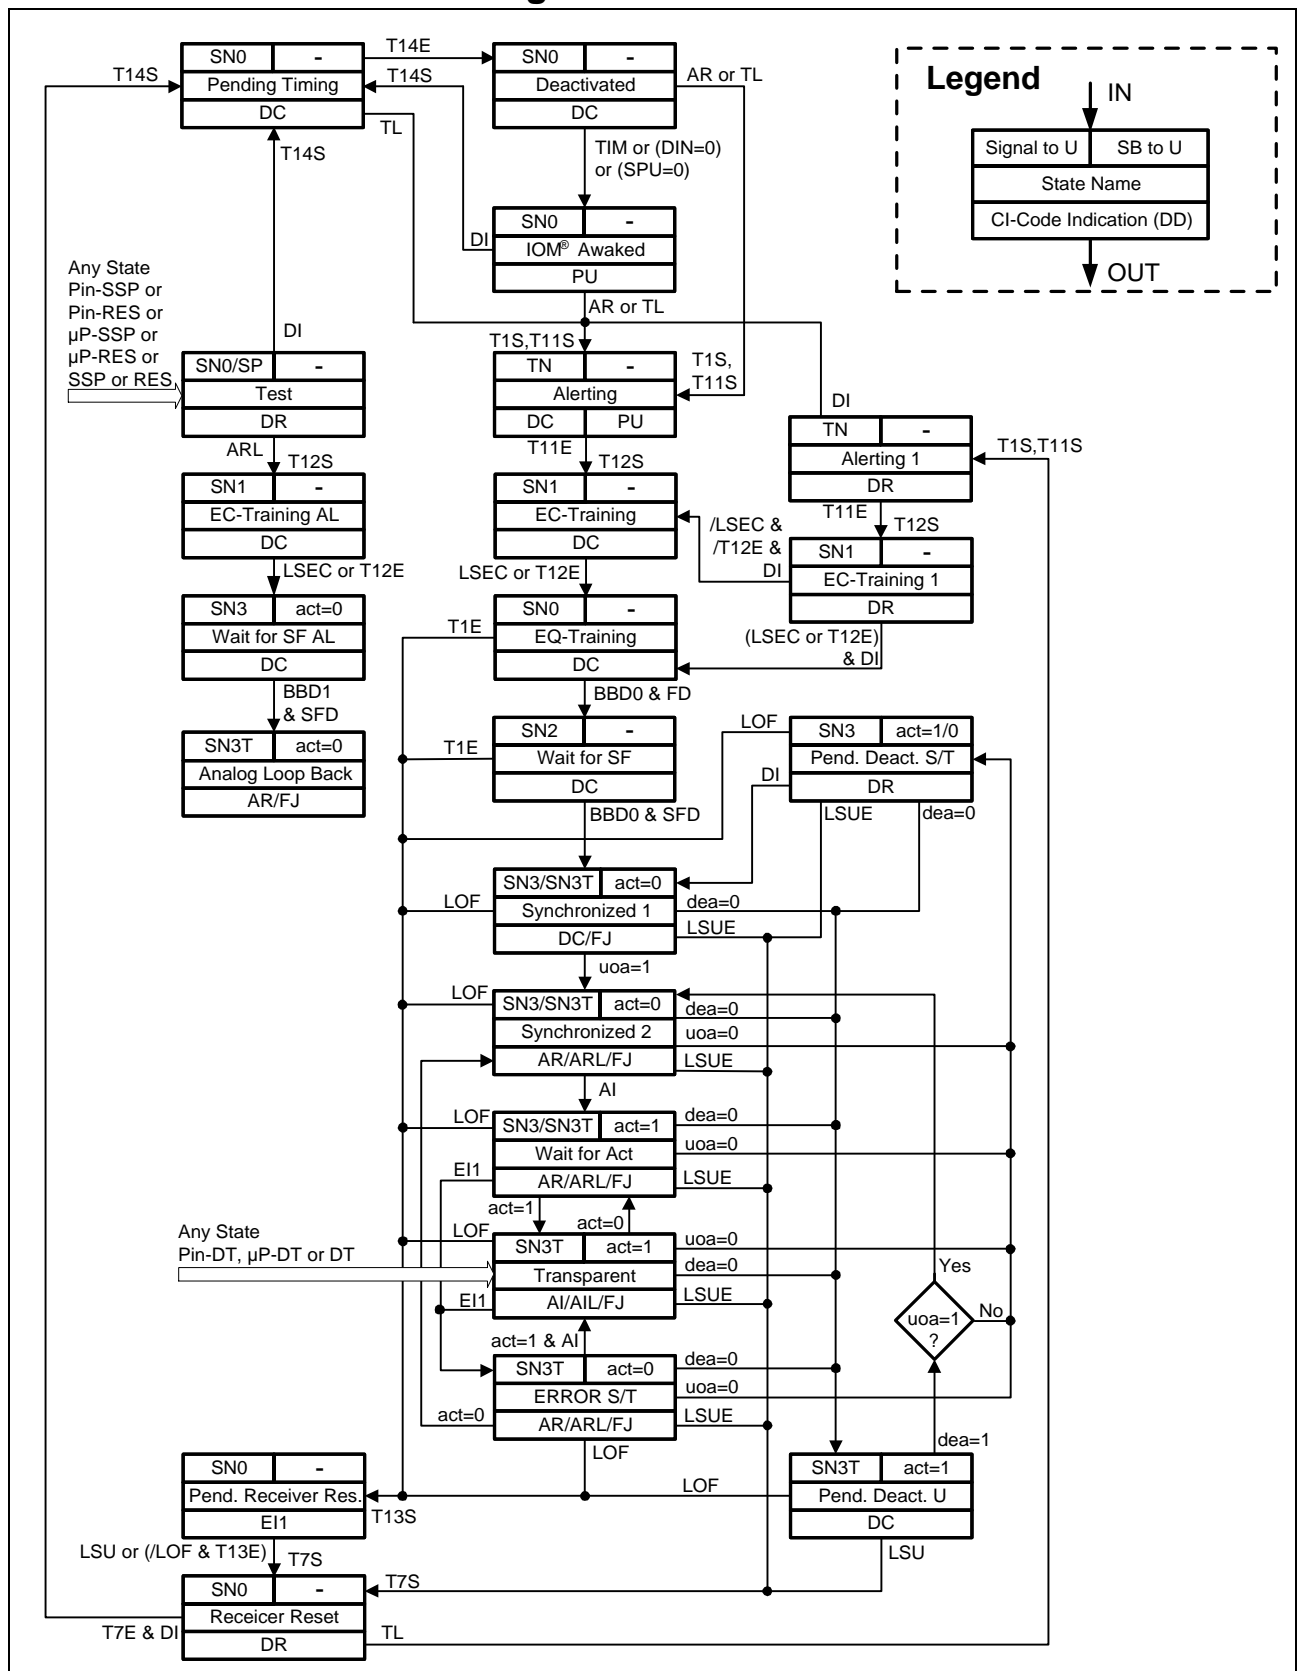 SN0 -
Pending Timing
DC
T14S
T14E
T14S
TL
T14S
SN0 -
Deactivated
DC
AR or TL
TIM or (DIN=0)
or (SPU=0)
SN0 -
IOM® Awaked
PU
DI
AR or TL
Legend
IN
Signal to U SB to U
State Name
CI-Code Indication (DD)
OUT
Any State
Pin-SSP or
Pin-RES or
µP-SSP or
µP-RES or
SSP or RES
DI
SN0/SP -
Test
DR
ARL
T12S
T1S,T11S
TN -
Alerting
DC PU
T1S,
T11S
T11E
T12S
DI
TN -
Alerting 1
DR
T1S,T11S
T11E
T12S
SN1 -
EC-Training AL
DC
LSEC or T12E
SN1 -
EC-Training
DC
LSEC or T12E
/LSEC &
/T12E &
DI
SN1 -
EC-Training 1
DR
(LSEC or T12E)
& DI
SN3 act=0
Wait for SF AL
DC
BBD1
& SFD
T1E
SN0 -
EQ-Training
DC
BBD0 & FD
SN3T act=0
Analog Loop Back
AR/FJ
T1E
SN2 -
Wait for SF
DC
BBD0 & SFD
LOF
DI
SN3 act=1/0
Pend. Deact. S/T
DR
LSUE
dea=0
LOF
SN3/SN3T act=0
Synchronized 1
DC/FJ
dea=0
LSUE
uoa=1
LOF
SN3/SN3T act=0
Synchronized 2
AR/ARL/FJ
dea=0
uoa=0
LSUE
AI
LOF
SN3/SN3T act=1
Wait for Act
AR/ARL/FJ
dea=0
uoa=0
LSUE
EI1
act=1
act=0
Any State
Pin-DT, µP-DT or DT
LOF
SN3T act=1
Transparent
AI/AIL/FJ
uoa=0
dea=0
LSUE
EI1
act=1 & AI
Yes
uoa=1
?
No
SN3T act=0
ERROR S/T
AR/ARL/FJ
dea=0
uoa=0
LSUE
act=0
LOF
dea=1
SN0 -
Pend. Receiver Res.
EI1
T13S
LOF
SN3T act=1
Pend. Deact. U
DC
LSU
LSU or (/LOF & T13E)
T7S
T7S
SN0 -
Receicer Reset
DR
T7E & DI
TL